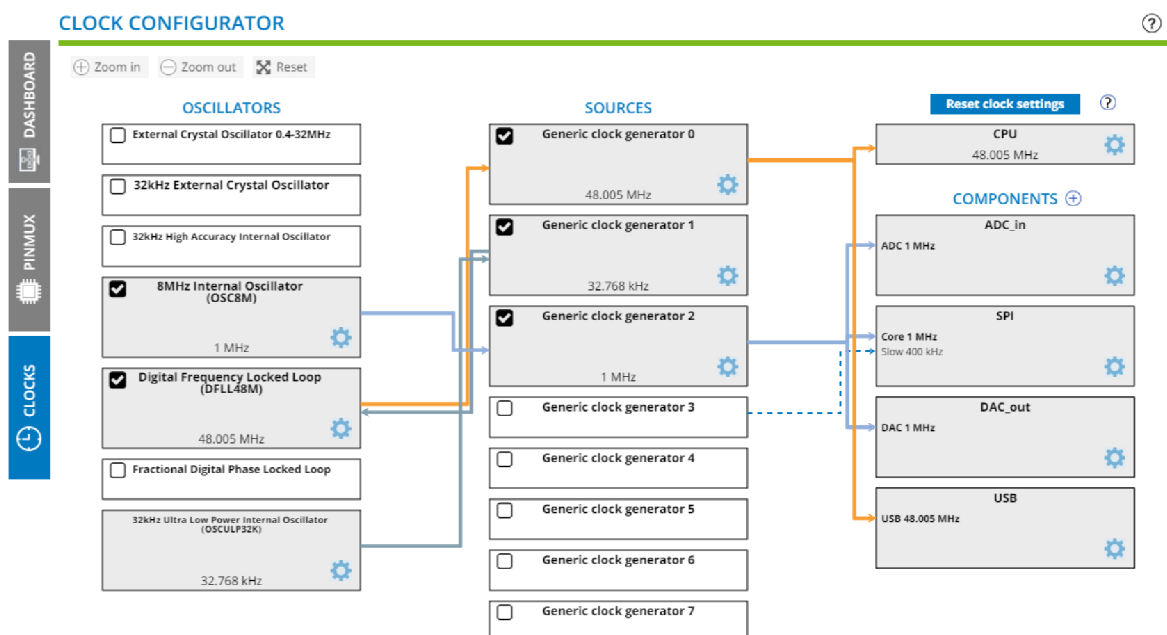 CLOCK CONFIGURATOR
?
DASHBOARD
PINMUX
CLOCKS
Zoom in
Zoom out
Reset
OSCILLATORS
External Crystal Oscillator 0.4-32MHz
32kHz External Crystal Oscillator
32kHz High Accuracy Internal Oscillator
8MHz Internal Oscillator
(OSC8M)
1 MHz
Digital Frequency Locked Loop
(DFLL48M)
48.005 MHz
Fractional Digital Phase Locked Loop
32kHz Ultra Low Power Internal Oscillator
(OSCULP32K)
32.768 kHz
SOURCES
Generic clock generator 0
48.005 MHz
Generic clock generator 1
32.768 kHz
Generic clock generator 2
1 MHz
Generic clock generator 3
Generic clock generator 4
Generic clock generator 5
Generic clock generator 6
Generic clock generator 7
Reset clock settings
?
CPU
48.005 MHz
COMPONENTS
ADC_in
ADC 1 MHz
SPI
Core 1 MHz
Slow 400 kHz
DAC_out
DAC 1 MHz
USB
USB 48.005 MHz